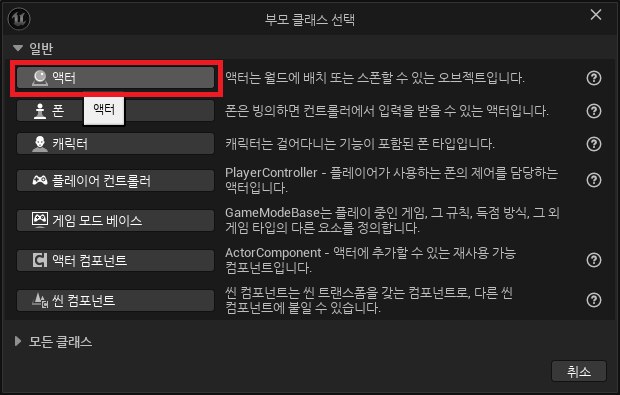 부모 클래스 선택
일반
액터
액터는 월드에 배치 또는 스폰할 수 있는 오브젝트입니다.
폰
액터
폰은 빙의하면 컨트롤러에서 입력을 받을 수 있는 액터입니다.
캐릭터
캐릭터는 걸어다니는 기능이 포함된 폰 타입입니다.
플레이어 컨트롤러
PlayerController - 플레이어가 사용하는 폰의 제어를 담당하는
액터입니다.
게임 모드 베이스
GameModeBase는 플레이 중인 게임, 그 규칙, 득점 방식, 그 외
게임 타입의 다른 요소를 정의합니다.
액터 컴포넌트
ActorComponent - 액터에 추가할 수 있는 재사용 가능
컴포넌트입니다.
씬 컴포넌트
씬 컴포넌트는 씬 트랜스폼을 갖는 컴포넌트로, 다른 씬
컴포넌트에 붙일 수 있습니다.
모든 클래스
취소